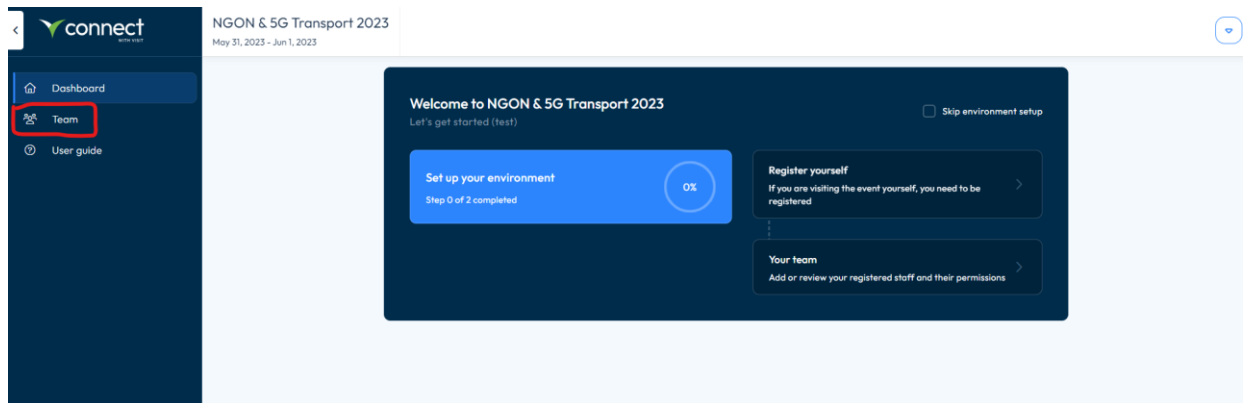 connect
WITH VISIT
NGON & 5G Transport 2023
May 31, 2023 - Jun 1, 2023
Dashboard
Team
User guide
Welcome to NGON & 5G Transport 2023
Let's get started (test)
Skip environment setup
Set up your environment
Step 0 of 2 completed
0%
Register yourself
If you are visiting the event yourself, you need to be
registered
Your team
Add or review your registered staff and their permissions